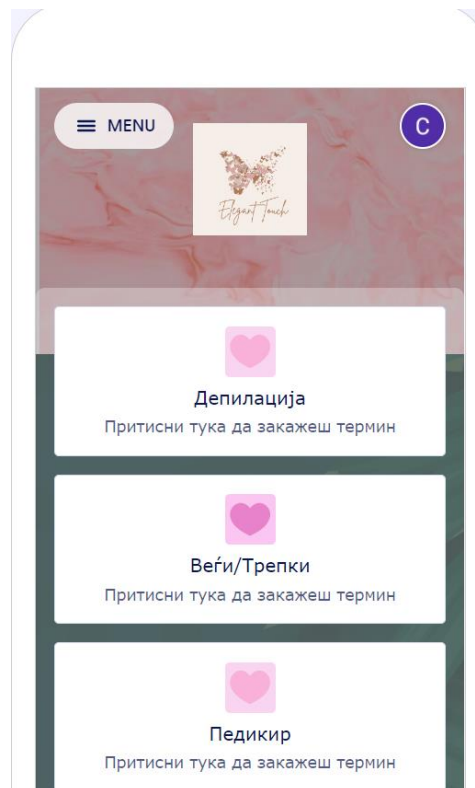 MENU
C
Elegant Touch
Депилација
Притисни тука да закажеш термин
Веѓи/Трепки
Притисни тука да закажеш термин
Педикир
Притисни тука да закажеш термин